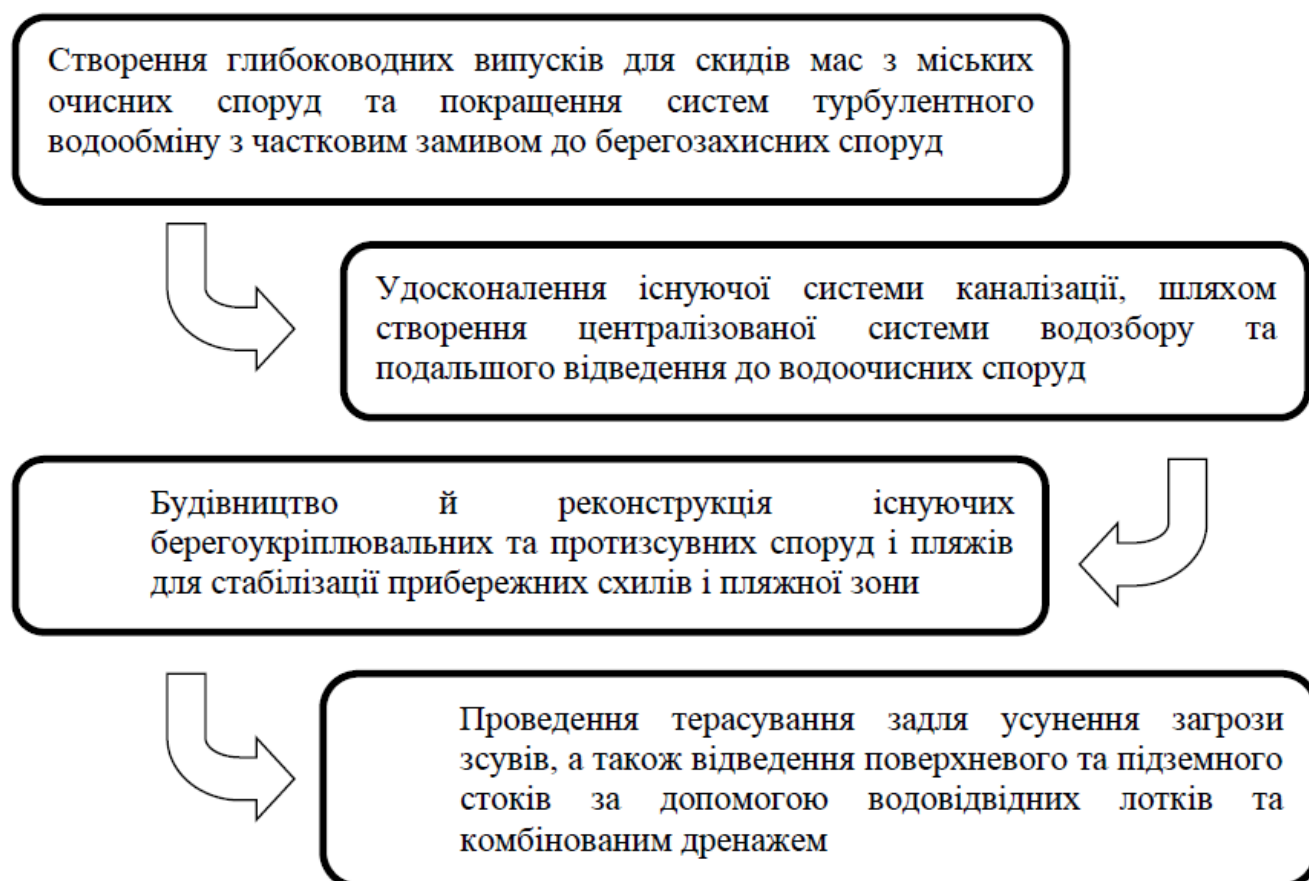 Створення глибоководних випусків для скидів мас з міських
очисних споруд та покращення систем турбулентного
водообміну з частковим замивом до берегозахисних споруд
Удосконалення існуючої системи каналізації, шляхом
створення централізованої системи водозбору та
подальшого відведення до водоочисних споруд
Будівництво й реконструкція існуючих
берегоукріплювальних та протизсувних споруд і пляжів
для стабілізації прибережних схилів і пляжної зони
Проведення терасування задля усунення загрози
зсувів, а також відведення поверхневого та підземного
стоків за допомогою водовідвідних лотків та
комбінованим дренажем